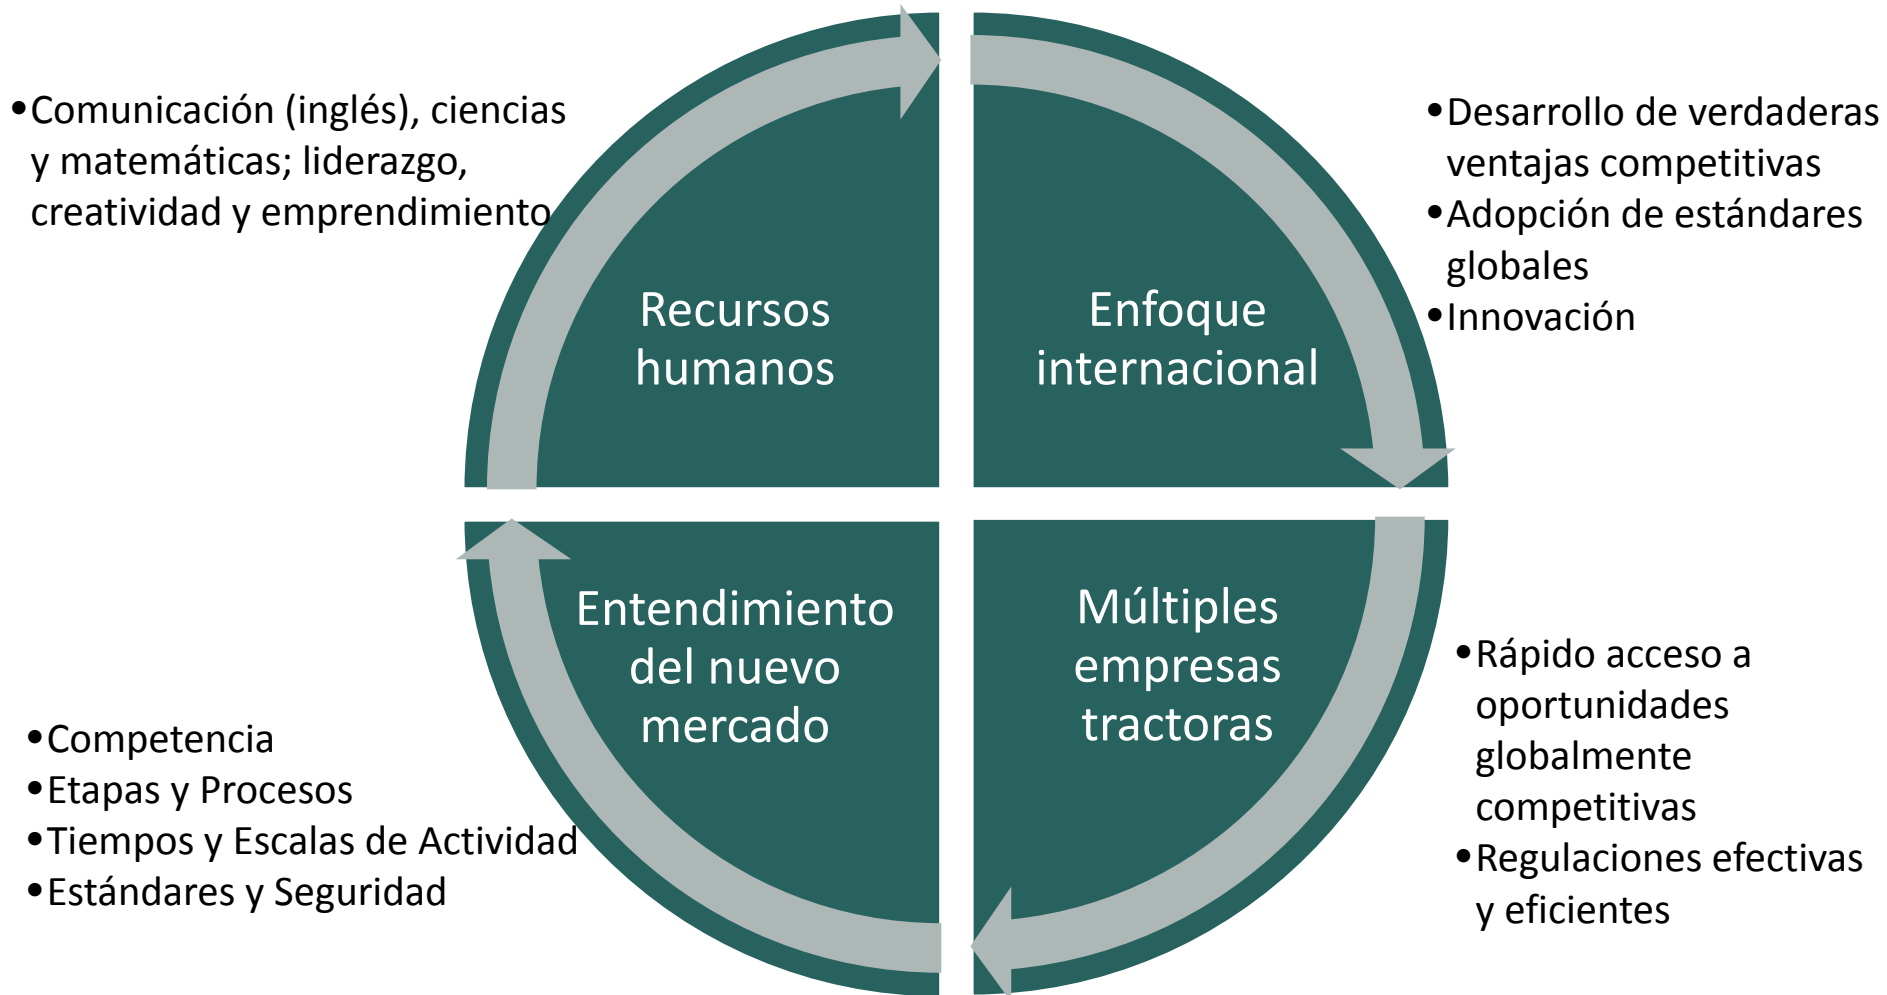 •Comunicación (inglés), ciencias
y matemáticas; liderazgo,
creatividad y emprendimiento
Recursos
humanos
Enfoque
internacional
•Desarrollo de verdaderas
ventajas competitivas
•Adopción de estándares
globales
•Innovación
•Competencia
•Etapas y Procesos
•Tiempos y Escalas de Actividad
•Estándares y Seguridad
Entendimiento
del nuevo
mercado
Múltiples
empresas
tractoras
•Rápido acceso a
oportunidades
globalmente
competitivas
•Regulaciones efectivas
y eficientes